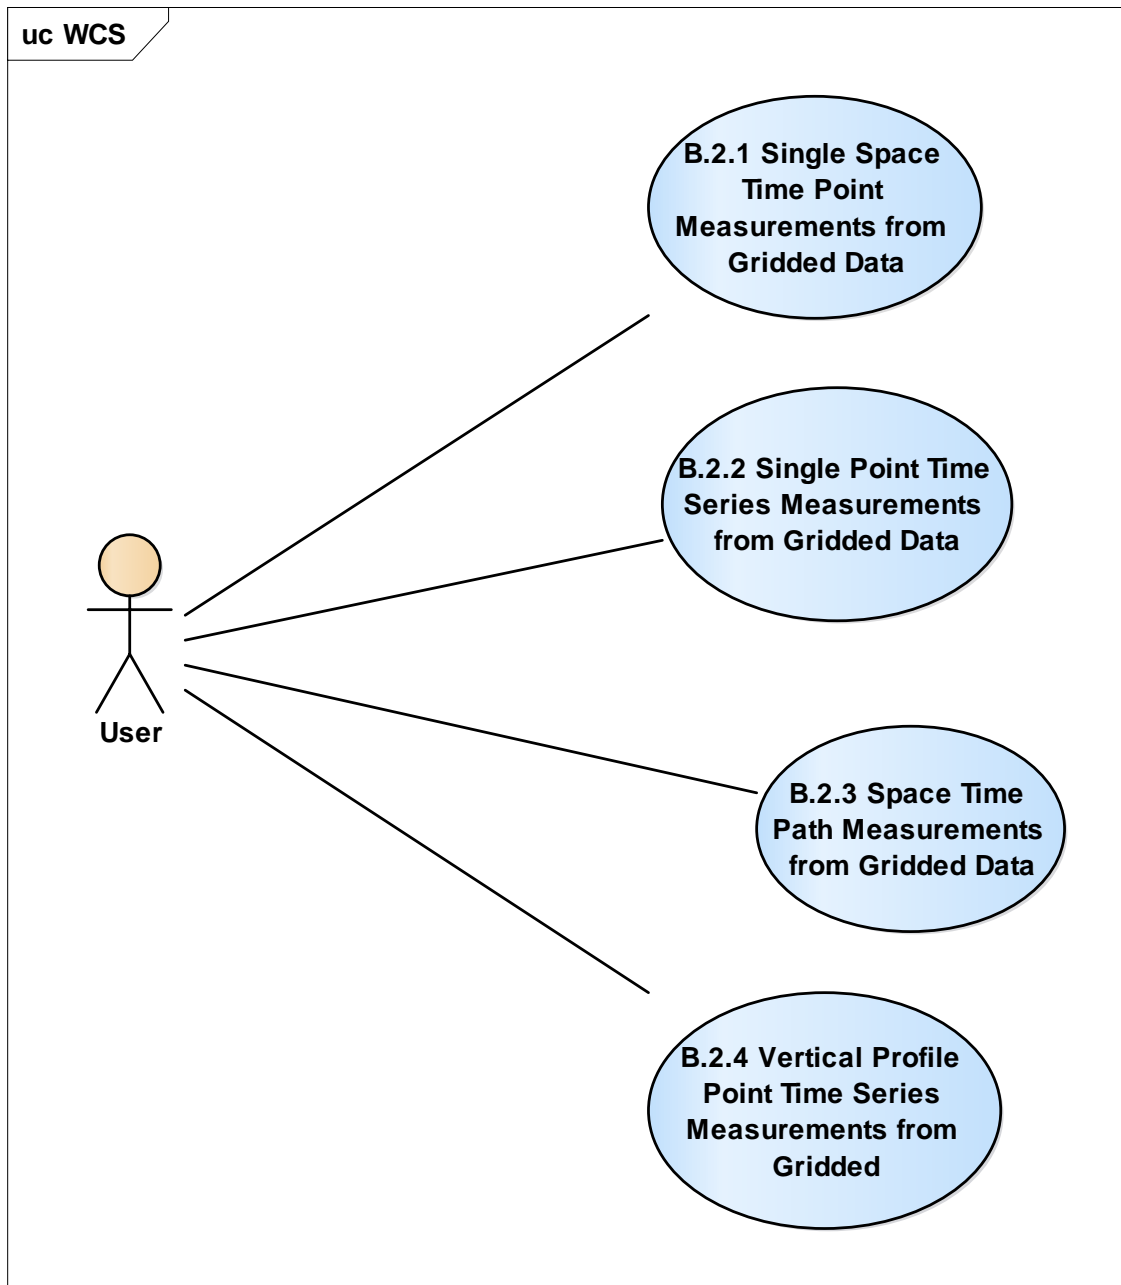 uc WCS
B.2.1 Single Space
Time Point
Measurements from
Gridded Data
B.2.2 Single Point Time
Series Measurements
from Gridded Data
User
B.2.3 Space Time
Path Measurements
from Gridded Data
B.2.4 Vertical Profile
Point Time Series
Measurements from
Gridded